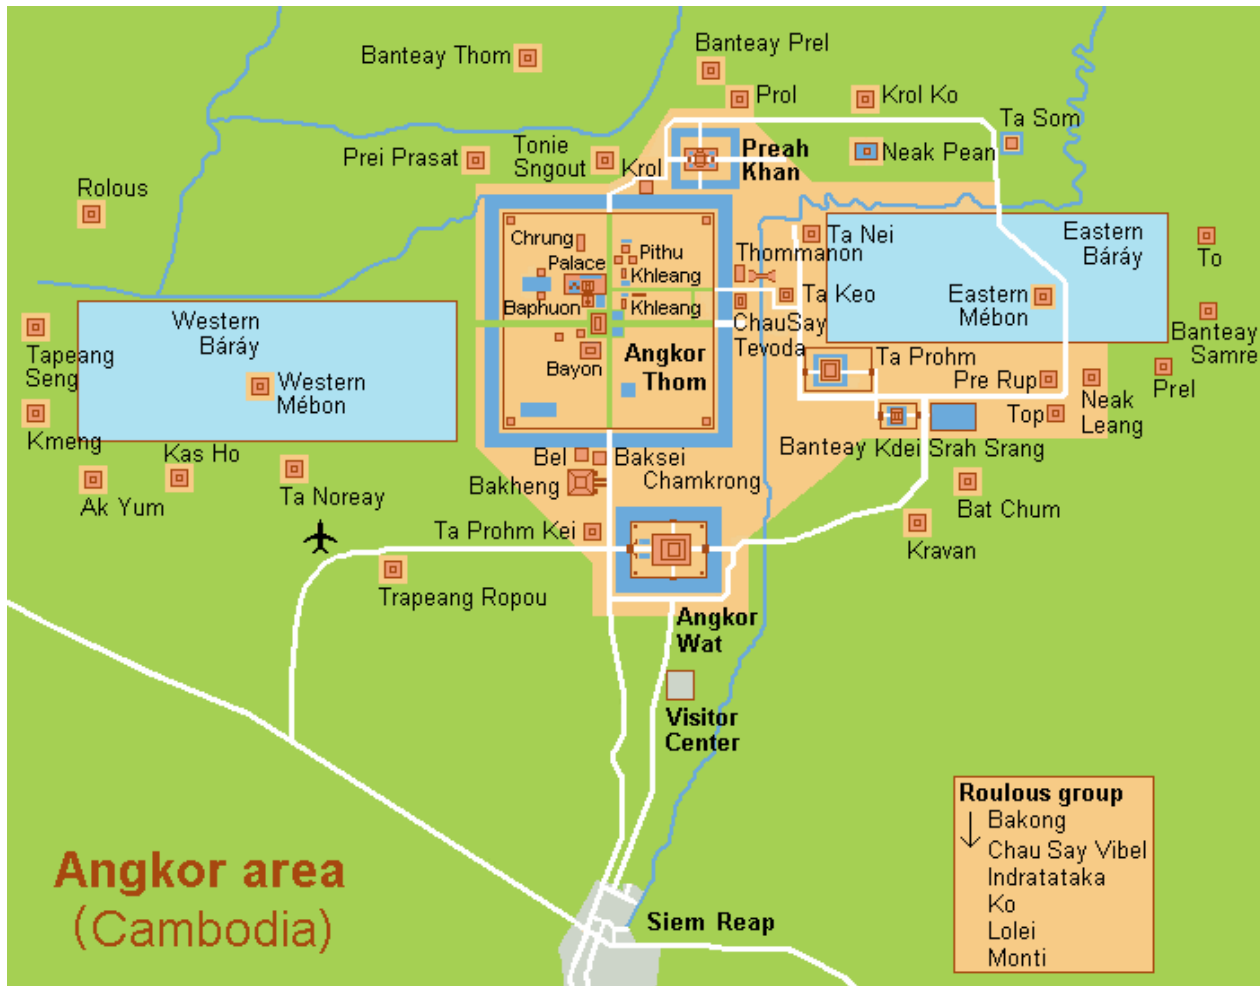 Banteay Thom
Banteay Prel
Prol
Krol Ko
Ta Som
Prei Prasat
Tonie
Sngout
Krol
Preah
Khan
Neak Pean
Rolous
Chrung
Palace
Pithu
Khleang
Baphuon
Khleang
Bayon
Angkor
Thom
Thommanon
Ta Nei
Ta Keo
ChauSay
Tevoda
Eastern
Báráy
Eastern
Mébon
To
Banteay
Samre
Prel
Western
Báráy
Western
Mébon
Tapeang
Seng
Kmeng
Ta Prohm
Pre Rup
Neak
Leang
Top
Banteay Kdei
Srah Srang
Kas Ho
Ak Yum
Ta Noreay
Bel
Baksei
Chamkrong
Bakheng
Ta Prohm Kei
Bat Chum
Kravan
Trapeang Ropou
Angkor
Wat
Visitor
Center
Roulous group
Bakong
Chau Say Vibel
Indratataka
Ko
Lolei
Monti
Angkor area
(Cambodia)
Siem Reap